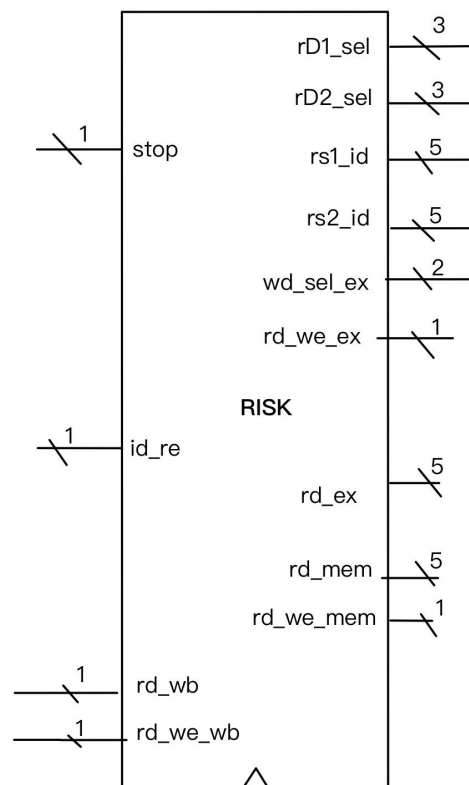 3
rD1_sel
3
rD2_sel
1
stop
5
rs1_id
5
rs2_id
2
wd_sel_ex
1
rd_we_ex
RISK
1
id_re
5
rd_ex
5
rd_mem
1
rd_we_mem
1
rd_wb
1
rd_we_wb